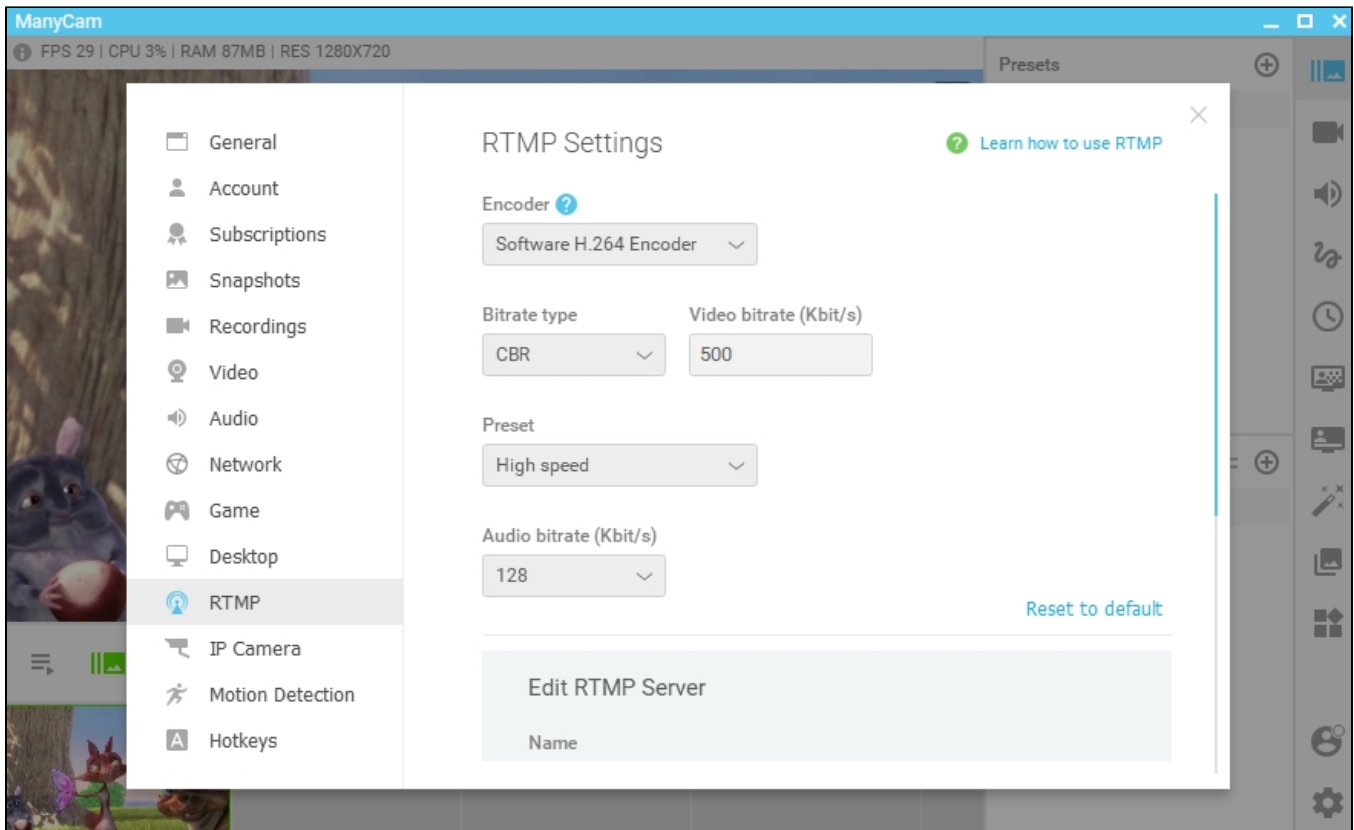 ManyCam
FPS 29 | CPU 3% | RAM 87MB | RES 1280X720
Presets
General
Account
Subscriptions
Snapshots
Recordings
Video
Audio
Network
Game
Desktop
RTMP
IP Camera
Motion Detection
Hotkeys
RTMP Settings
Learn how to use RTMP
Encoder
Software H.264 Encoder
Bitrate type Video bitrate (Kbit/s)
CBR 500
Preset
High speed
Audio bitrate (Kbit/s)
128
Reset to default
Edit RTMP Server
Name